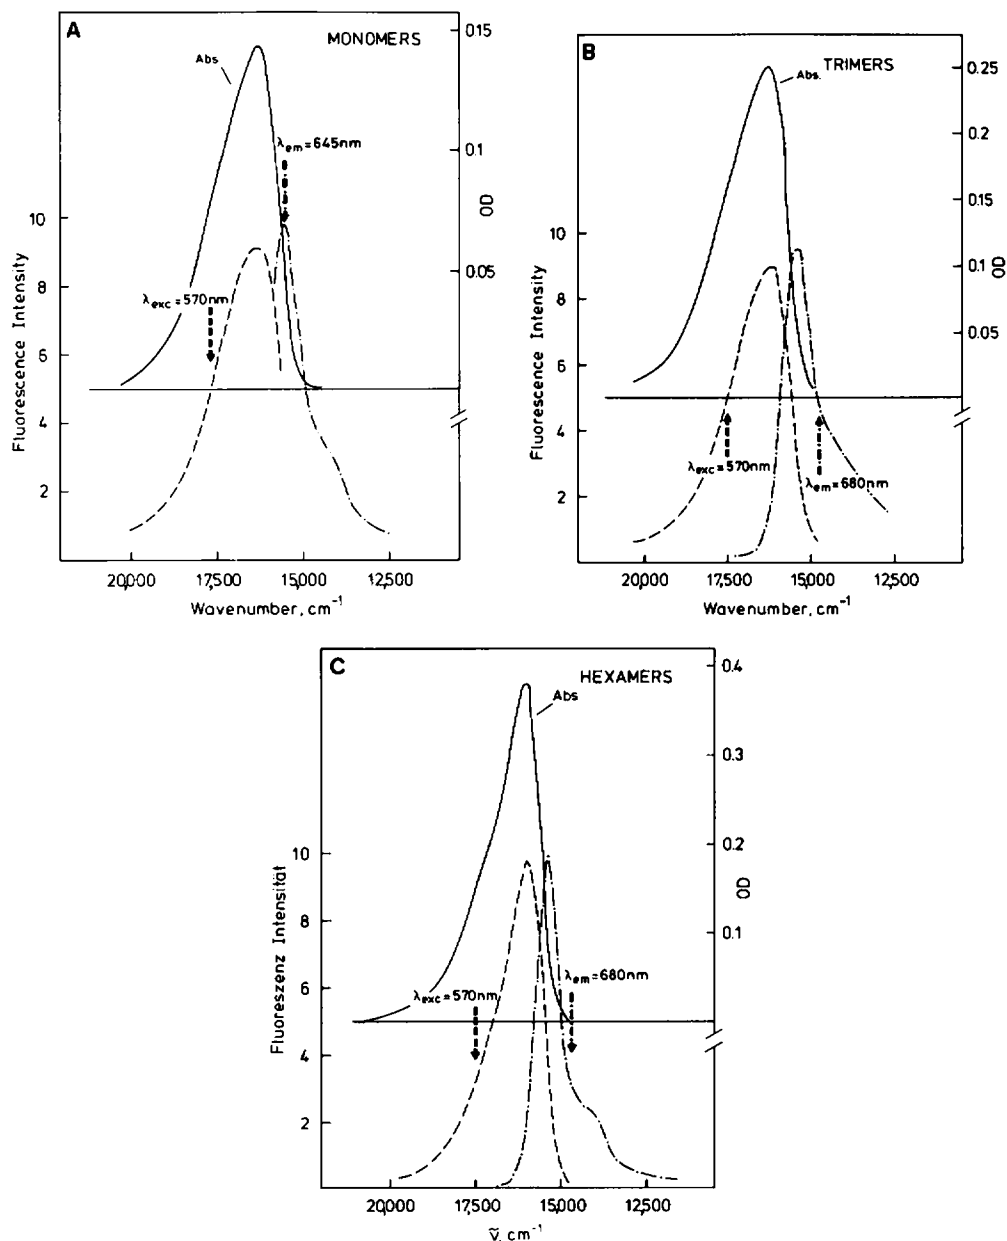 A
MONOMERS
Abs
λem=645nm
λexc=570nm
Fluorescence Intensity
10
8
6
4
2
015
0.1
0.05
OD
20,000 17,500 15,000 12,500
Wavenumber, cm⁻¹
B
TRIMERS
Abs.
λexc=570nm
λem=680nm
Fluorescence Intensity
10
8
6
4
2
0.25
0.2
0.15
0.1
0.05
OD
20,000 17,500 15,000 12,500
Wavenumber, cm⁻¹
C
HEXAMERS
Abs
λexc=570nm
λem=680nm
Fluoreszenz Intensität
10
8
6
4
2
0.4
0.3
0.2
0.1
OD
20,000 17,500 15,000 12,500
ν̃, cm⁻¹